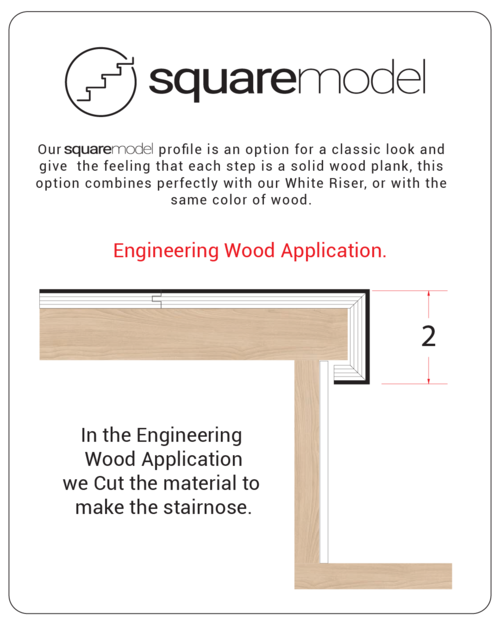 squaremodel
Our squaremodel profile is an option for a classic look and
give the feeling that each step is a solid wood plank, this
option combines perfectly with our White Riser, or with the
same color of wood.
Engineering Wood Application.
2
In the Engineering
Wood Application
we Cut the material to
make the stairnose.